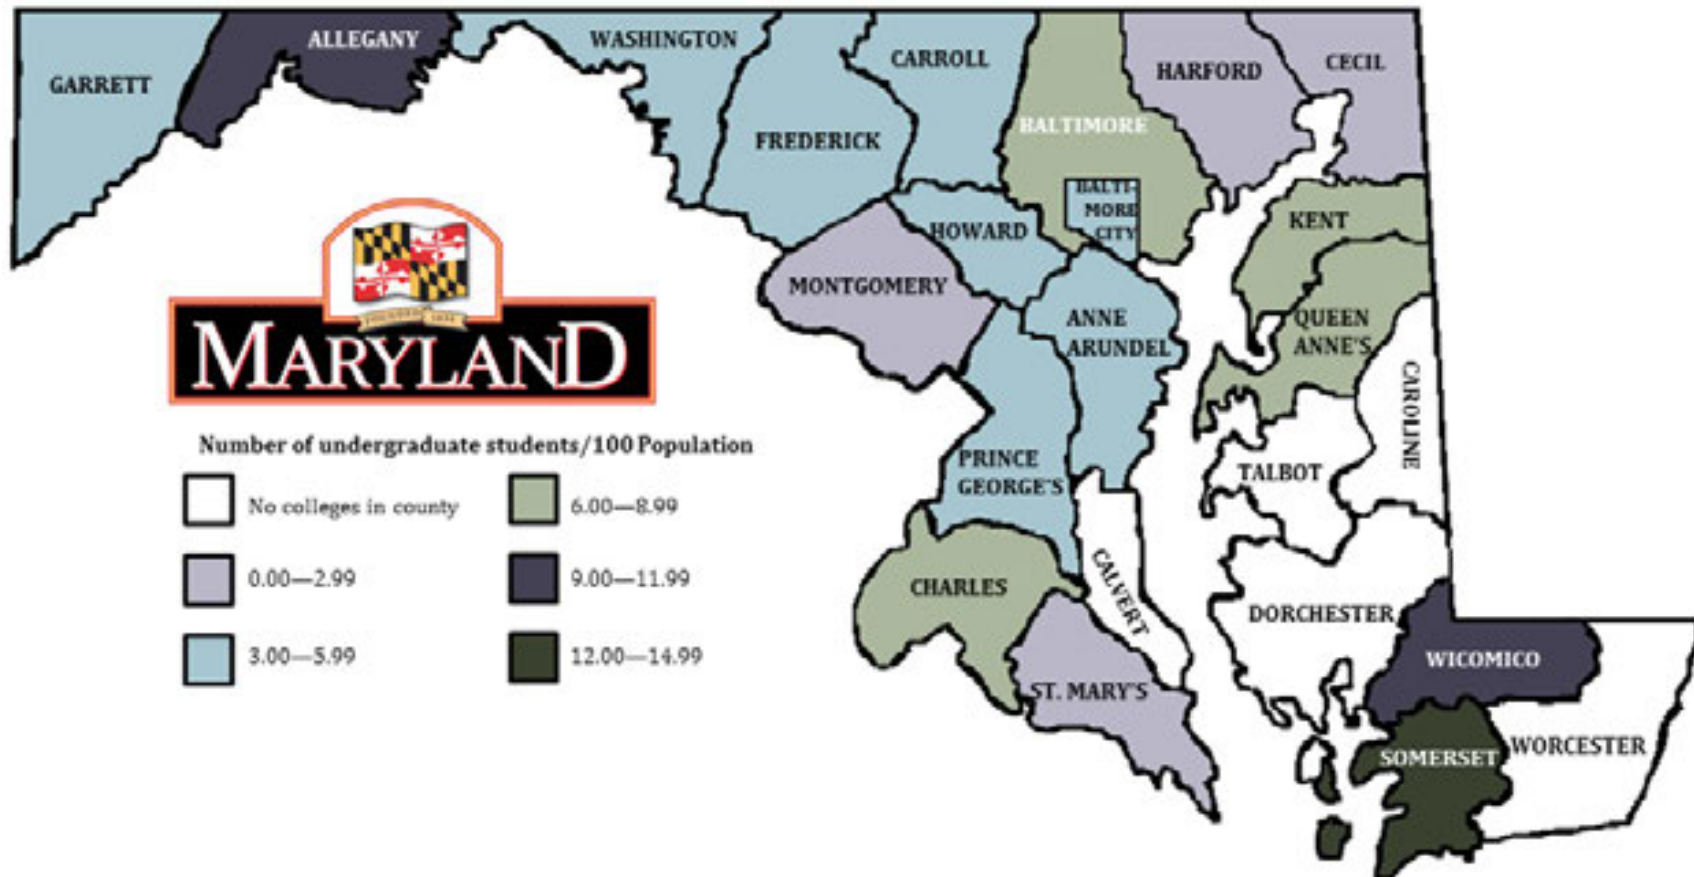 ALLEGANY
WASHINGTON
GARRETT
CARROLL
HARFORD
CECIL
FREDERICK
BALTIMORE
BALTI-
MORE
CITY
HOWARD
KENT
MONTGOMERY
ANNE
ARUNDEL
QUEEN
ANNE'S
CAROLINE
MARYLAND
Number of undergraduate students/100 Population
No colleges in county
0.00—2.99
3.00—5.99
6.00—8.99
9.00—11.99
12.00—14.99
PRINCE
GEORGE'S
TALBOT
CHARLES
CALVERT
DORCHESTER
ST. MARY'S
WICOMICO
SOMERSET
WORCESTER